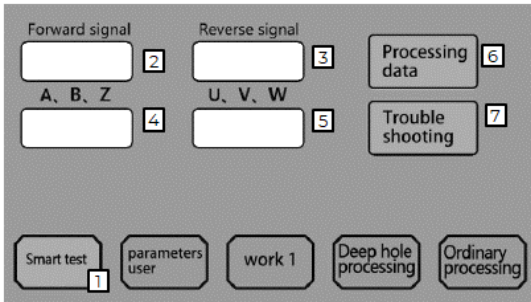 Forward signal
Reverse signal
2
3
Processing
data
6
A、B、Z
U、V、W
4
5
Trouble
shooting
7
Smart test
1
parameters
user
work 1
Deep hole
processing
Ordinary
processing